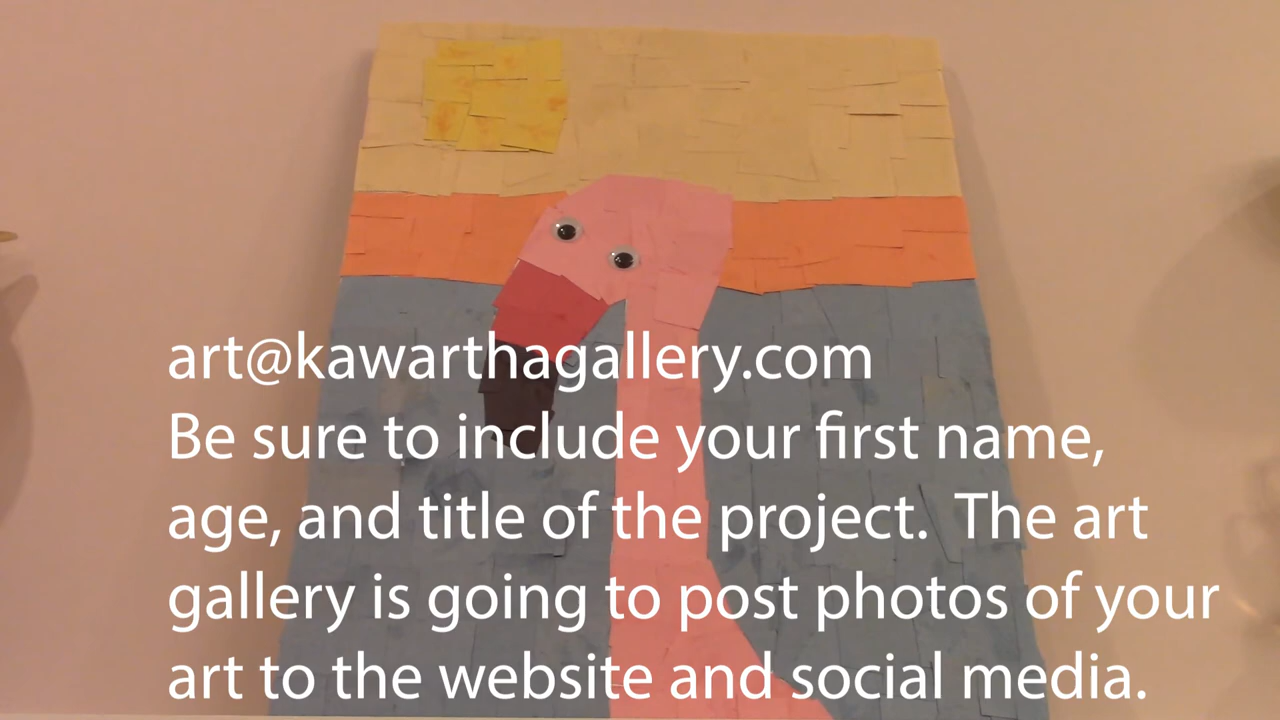 art@kawarthagallery.com
Be sure to include your first name,
age, and title of the project.  The art
gallery is going to post photos of your
art to the website and social media.